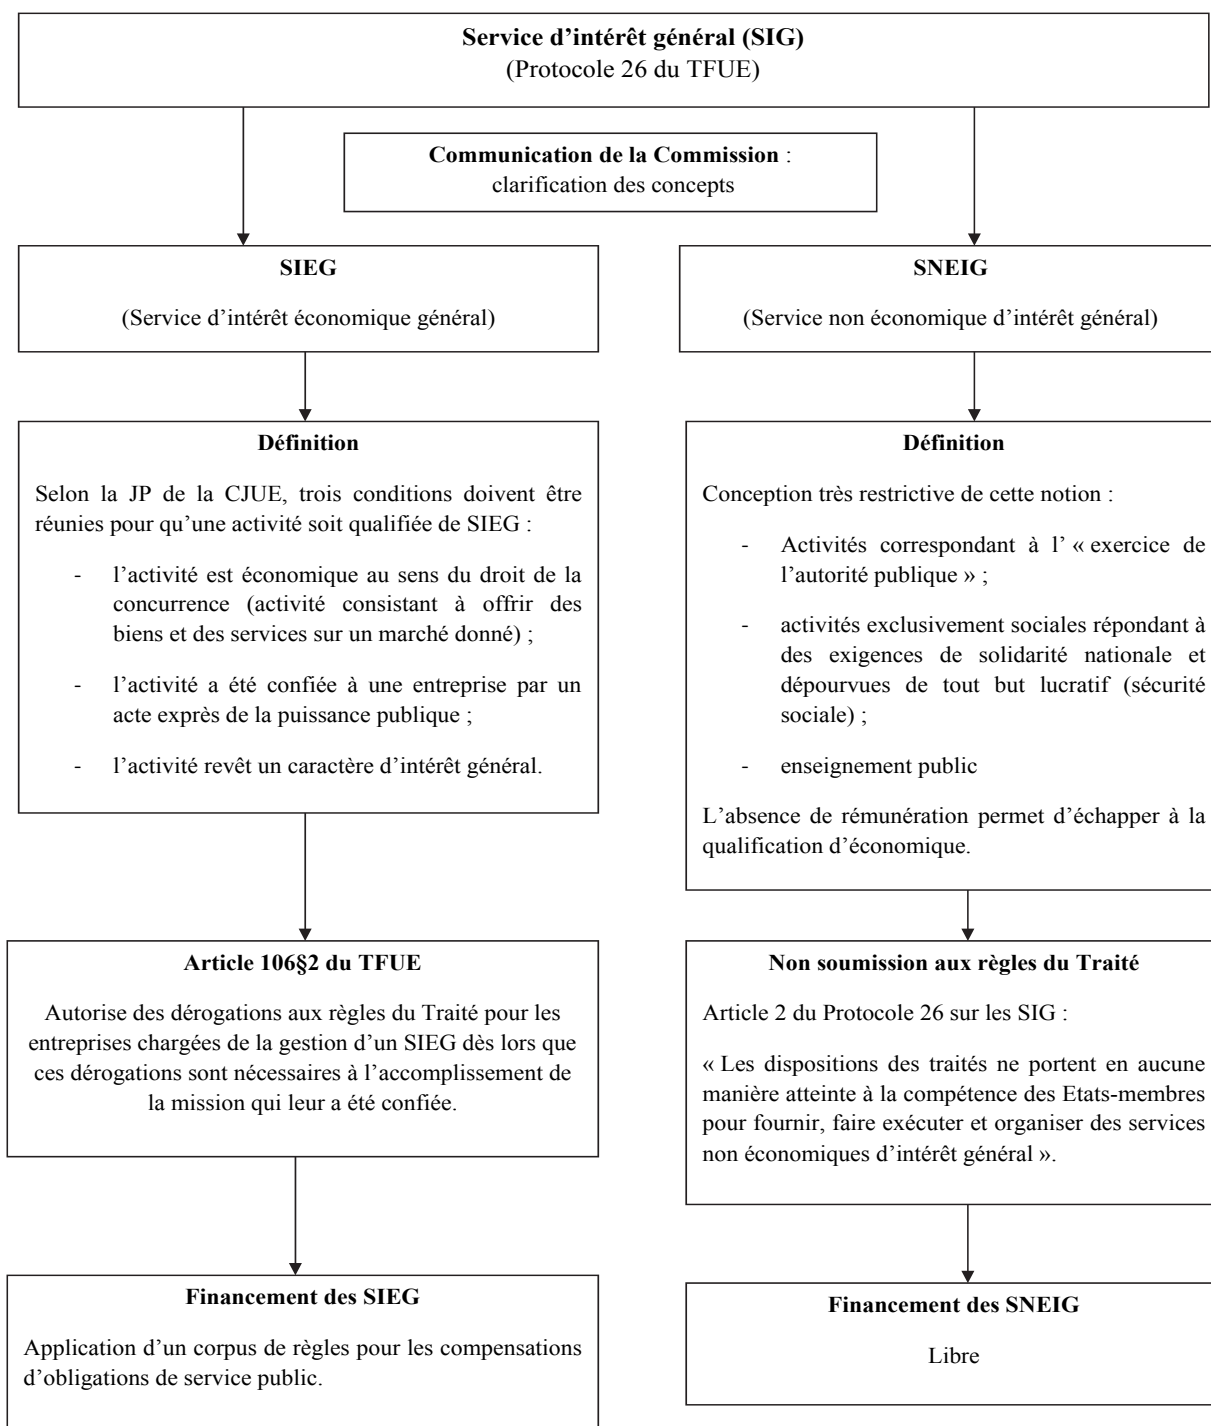 Service d’intérêt général (SIG)
(Protocole 26 du TFUE)
Communication de la Commission :
clarification des concepts
SIEG
(Service d’intérêt économique général)
SNEIG
(Service non économique d’intérêt général)
Définition
Selon la JP de la CJUE, trois conditions doivent être
réunies pour qu’une activité soit qualifiée de SIEG :
- l’activité est économique au sens du droit de la
concurrence (activité consistant à offrir des
biens et des services sur un marché donné) ;
- l’activité a été confiée à une entreprise par un
acte exprès de la puissance publique ;
- l’activité revêt un caractère d’intérêt général.
Définition
Conception très restrictive de cette notion :
- Activités correspondant à l’ « exercice de
l’autorité publique » ;
- activités exclusivement sociales répondant à
des exigences de solidarité nationale et
dépourvues de tout but lucratif (sécurité
sociale) ;
- enseignement public
L’absence de rémunération permet d’échapper à la
qualification d’économique.
Article 106§2 du TFUE
Autorise des dérogations aux règles du Traité pour les
entreprises chargées de la gestion d’un SIEG dès lors que
ces dérogations sont nécessaires à l’accomplissement de
la mission qui leur a été confiée.
Non soumission aux règles du Traité
Article 2 du Protocole 26 sur les SIG :
« Les dispositions des traités ne portent en aucune
manière atteinte à la compétence des Etats-membres
pour fournir, faire exécuter et organiser des services
non économiques d’intérêt général ».
Financement des SIEG
Application d’un corpus de règles pour les compensations
d’obligations de service public.
Financement des SNEIG
Libre